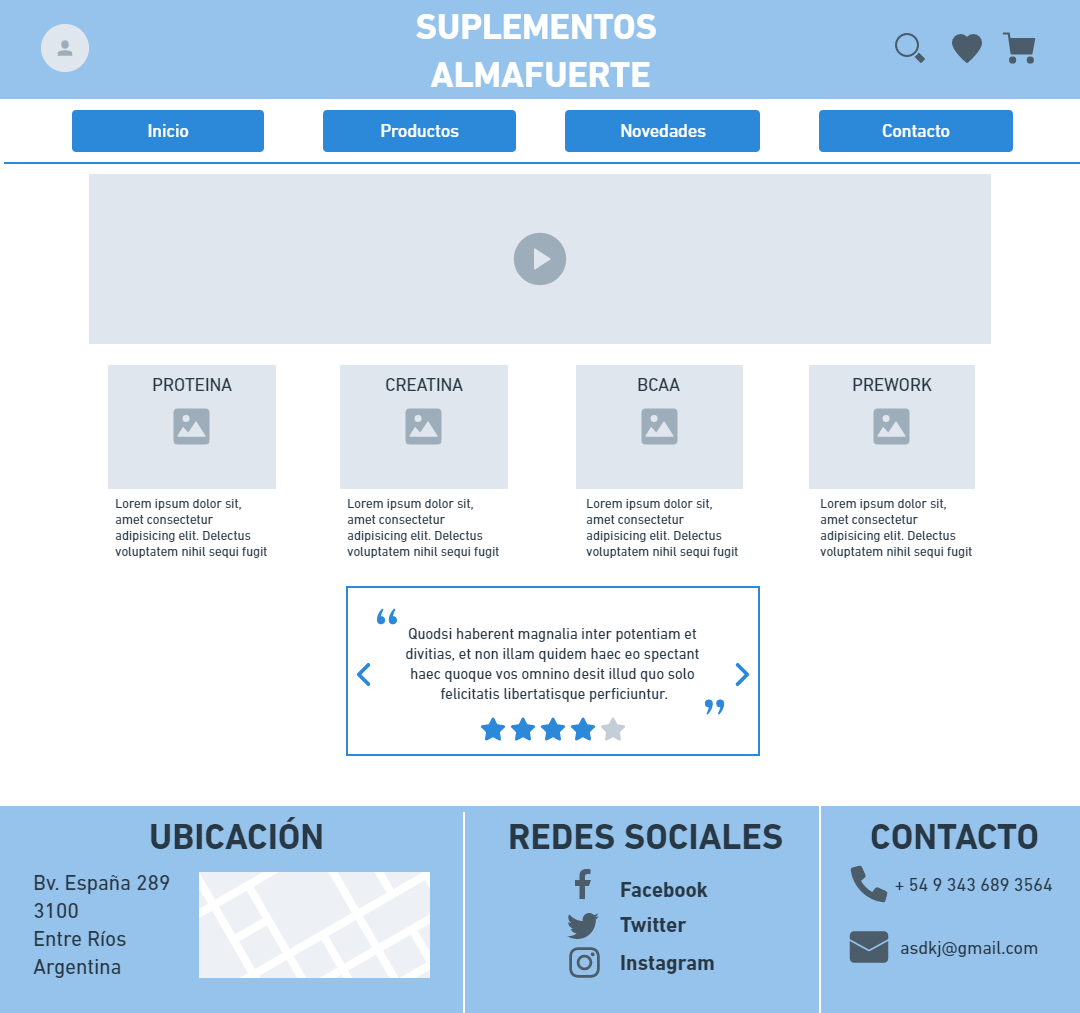 SUPLEMENTOS
ALMAFUERTE
Inicio
Productos
Novedades
Contacto
PROTEINA
CREATINA
BCAA
PREWORK
Lorem ipsum dolor sit,
amet consectetur
adipisicing elit. Delectus
voluptatem nihil sequi fugit
Lorem ipsum dolor sit,
amet consectetur
adipisicing elit. Delectus
voluptatem nihil sequi fugit
Lorem ipsum dolor sit,
amet consectetur
adipisicing elit. Delectus
voluptatem nihil sequi fugit
Lorem ipsum dolor sit,
amet consectetur
adipisicing elit. Delectus
voluptatem nihil sequi fugit
“
Quodsi haberent magnalia inter potentiam et
divitias, et non illam quidem haec eo spectant
haec quoque vos omnino desit illud quo solo
felicitatis libertatisque perficiuntur.
”
UBICACIÓN
Bv. España 289
3100
Entre Ríos
Argentina
REDES SOCIALES
Facebook
Twitter
Instagram
CONTACTO
+ 54 9 343 689 3564
asdkj@gmail.com